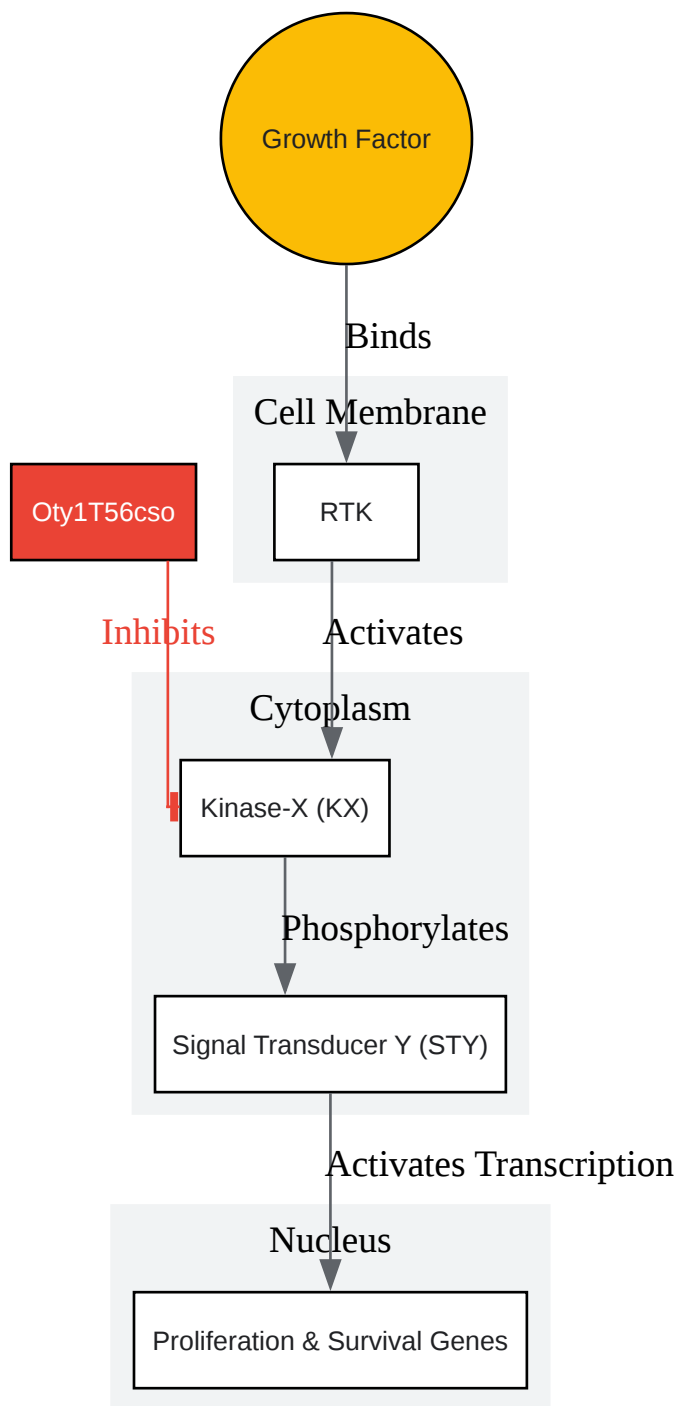 Growth Factor
Binds
Cell Membrane
Oty1T56cso
RTK
Inhibits
Activates
Cytoplasm
Kinase-X (KX)
Phosphorylates
Signal Transducer Y (STY)
Activates Transcription
Nucleus
Proliferation & Survival Genes